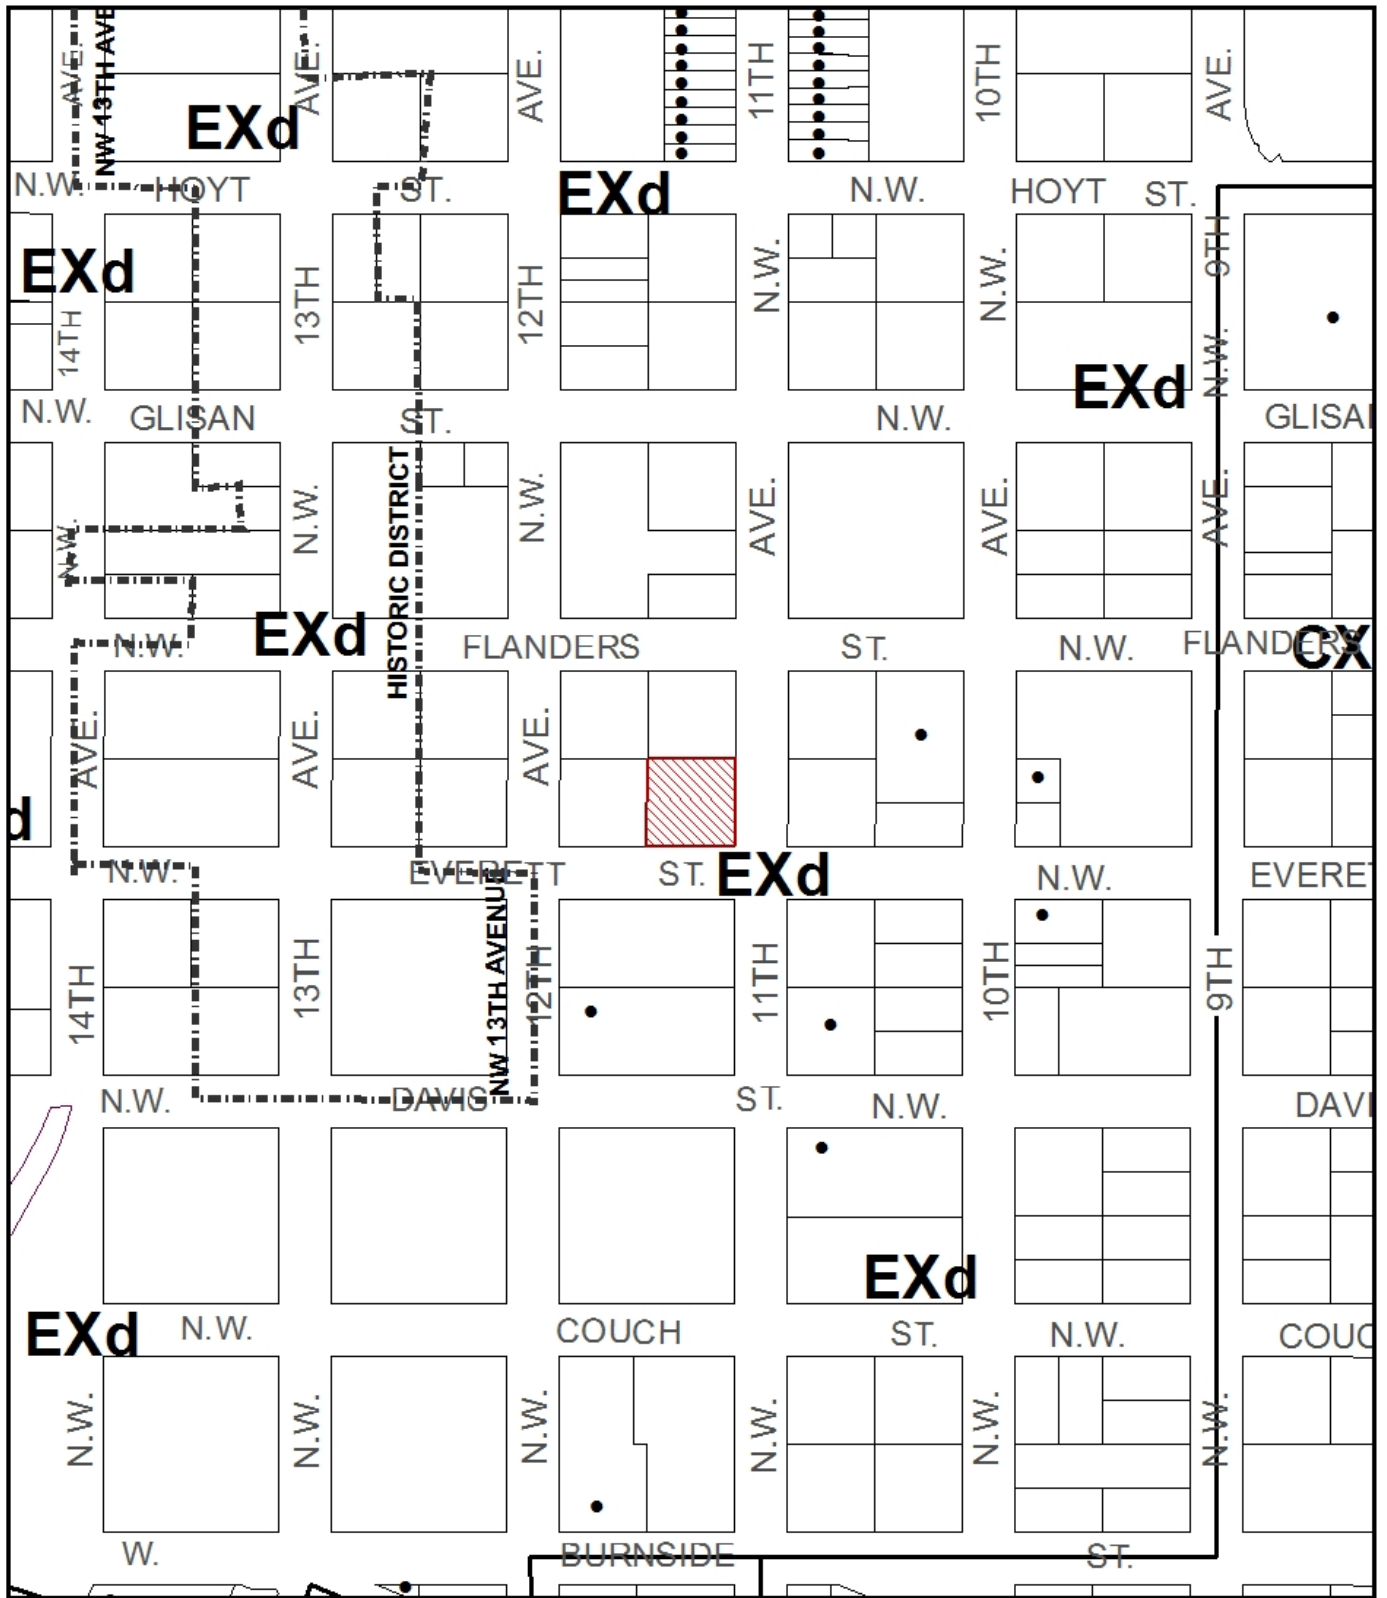 AVE.
NW 13TH AVE
AVE.
AVE.
11TH
10TH
AVE.
EXd
N.W.
HOYT
ST.
EXd
N.W.
HOYT
ST.
EXd
14TH
13TH
12TH
N.W.
N.W.
N.W. 9TH
EXd
N.W.
GLISAN
ST.
N.W.
GLISAN
N.W.
N.W.
HISTORIC DISTRICT
N.W.
AVE.
AVE.
AVE.
N.W.
EXd
FLANDERS
ST.
N.W.
FLANDERS
CX
AVE.
AVE.
AVE.
d
N.W.
EVERETT
ST.
EXd
N.W.
EVERET
14TH
13TH
NW 13TH AVENUE
12TH
11TH
10TH
9TH
N.W.
DAVIS
ST.
N.W.
DAVI
EXd
EXd
N.W.
COUCH
ST.
N.W.
COUC
N.W.
N.W.
N.W.
N.W.
N.W.
N.W.
W.
BURNSIDE
ST.